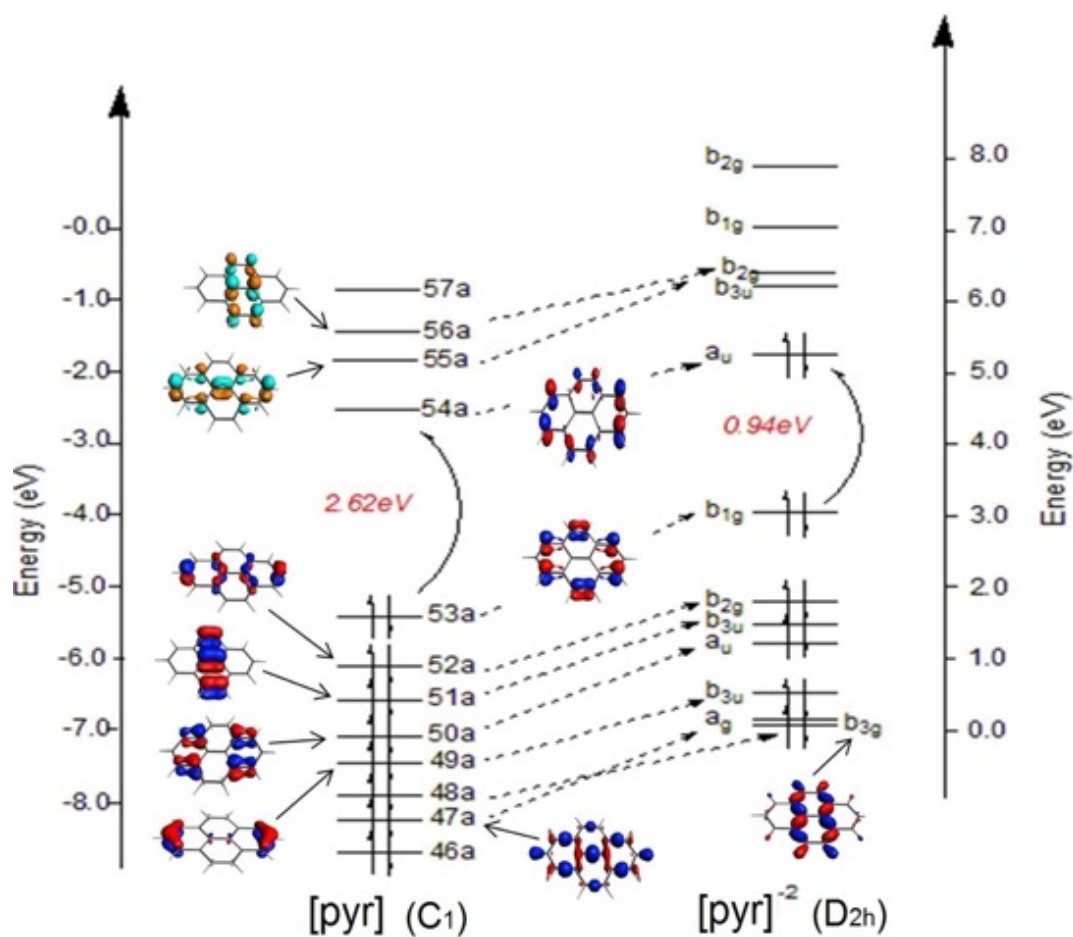 8.0
b2g
-0.0
b1g
7.0
57a
b2g
b3u
6.0
-1.0
56a
55a
au
-2.0
5.0
54a
-3.0
0.94eV
4.0
2.62eV
Energy (eV)
Energy (eV)
-4.0
b1g
3.0
-5.0
2.0
53a
b2g
b3u
au
-6.0
52a
1.0
51a
b3u
-7.0
50a
ag
b3g
0.0
49a
48a
-8.0
47a
46a
[pyr] (C1)
[pyr]-2 (D2h)